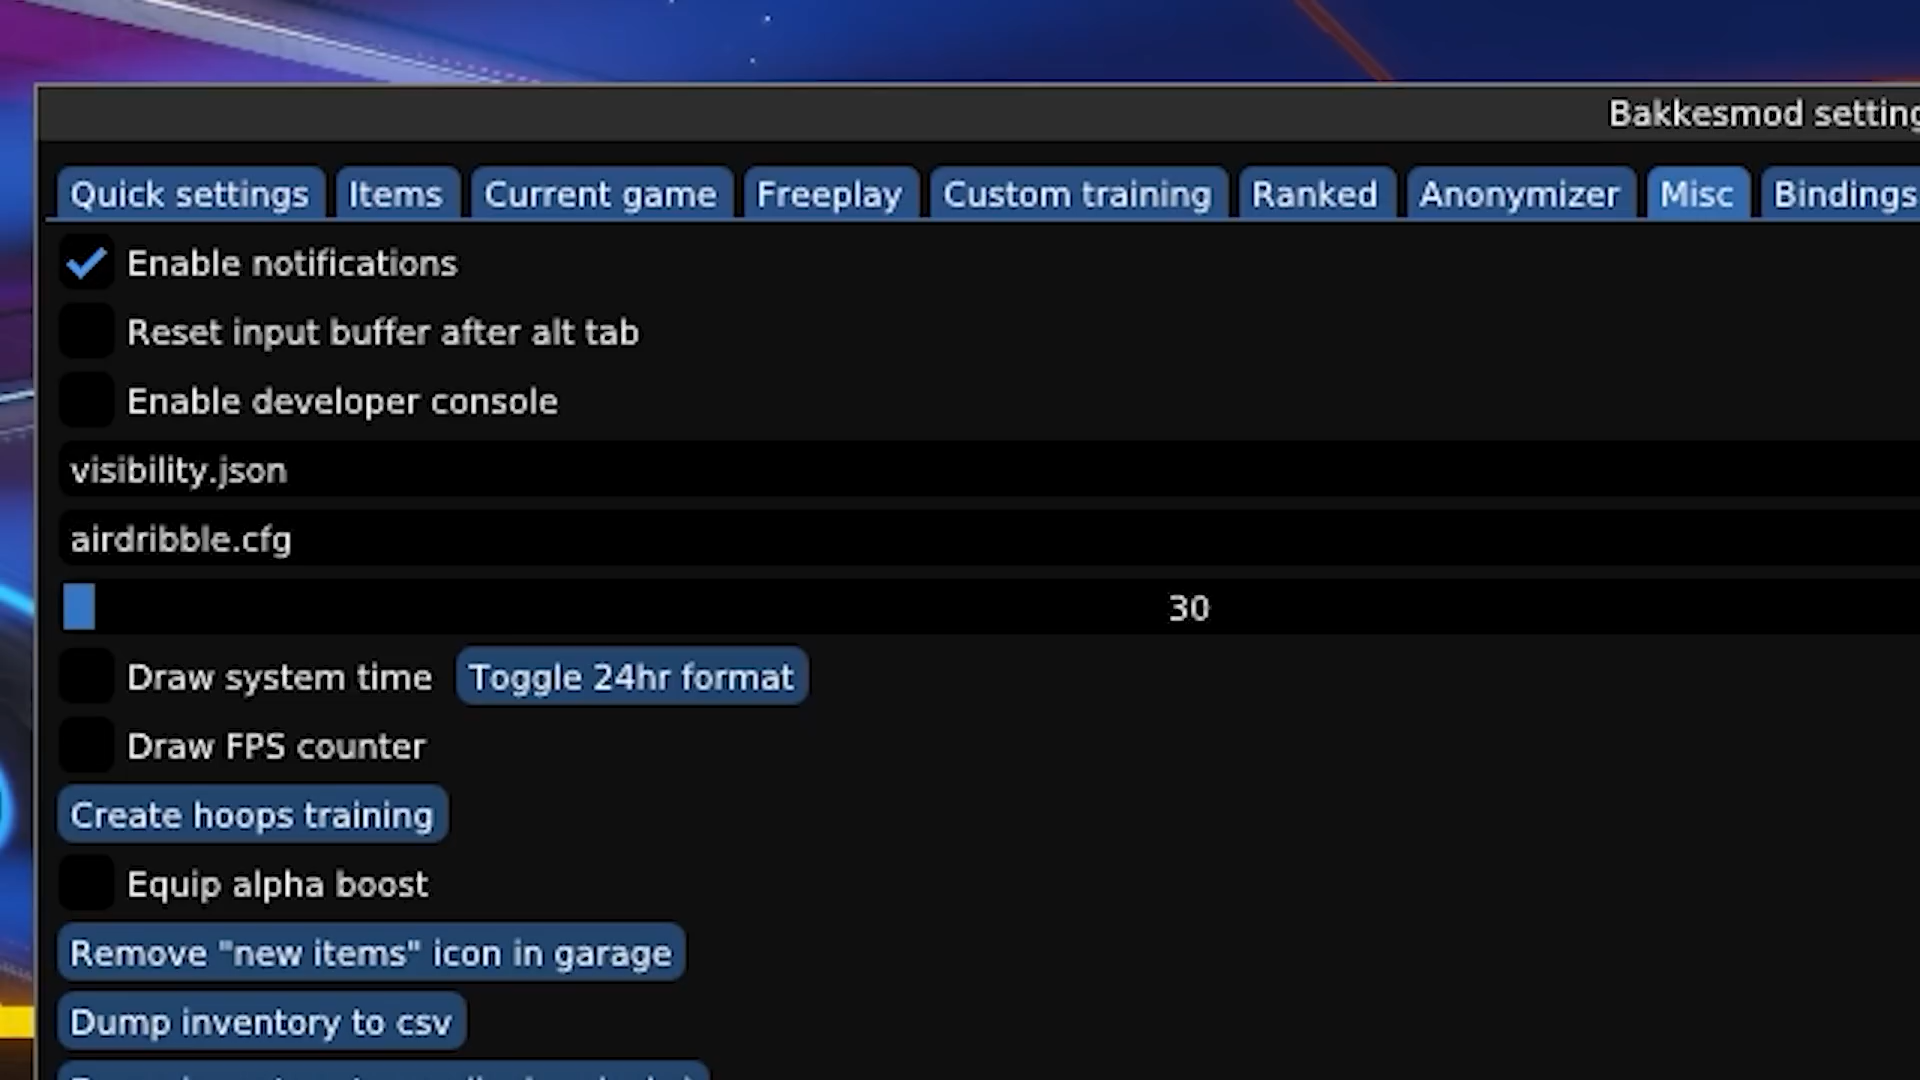 Bakkesmod setting
Quick settings Items Current game Freeplay Custom training Ranked Anonymizer Misc Bindings
Enable notifications
Reset input buffer after alt tab
Enable developer console
visibility.json
airdribble.cfg
30
Draw system time Toggle 24hr format
Draw FPS counter
Create hoops training
Equip alpha boost
Remove "new items" icon in garage
Dump inventory to csv